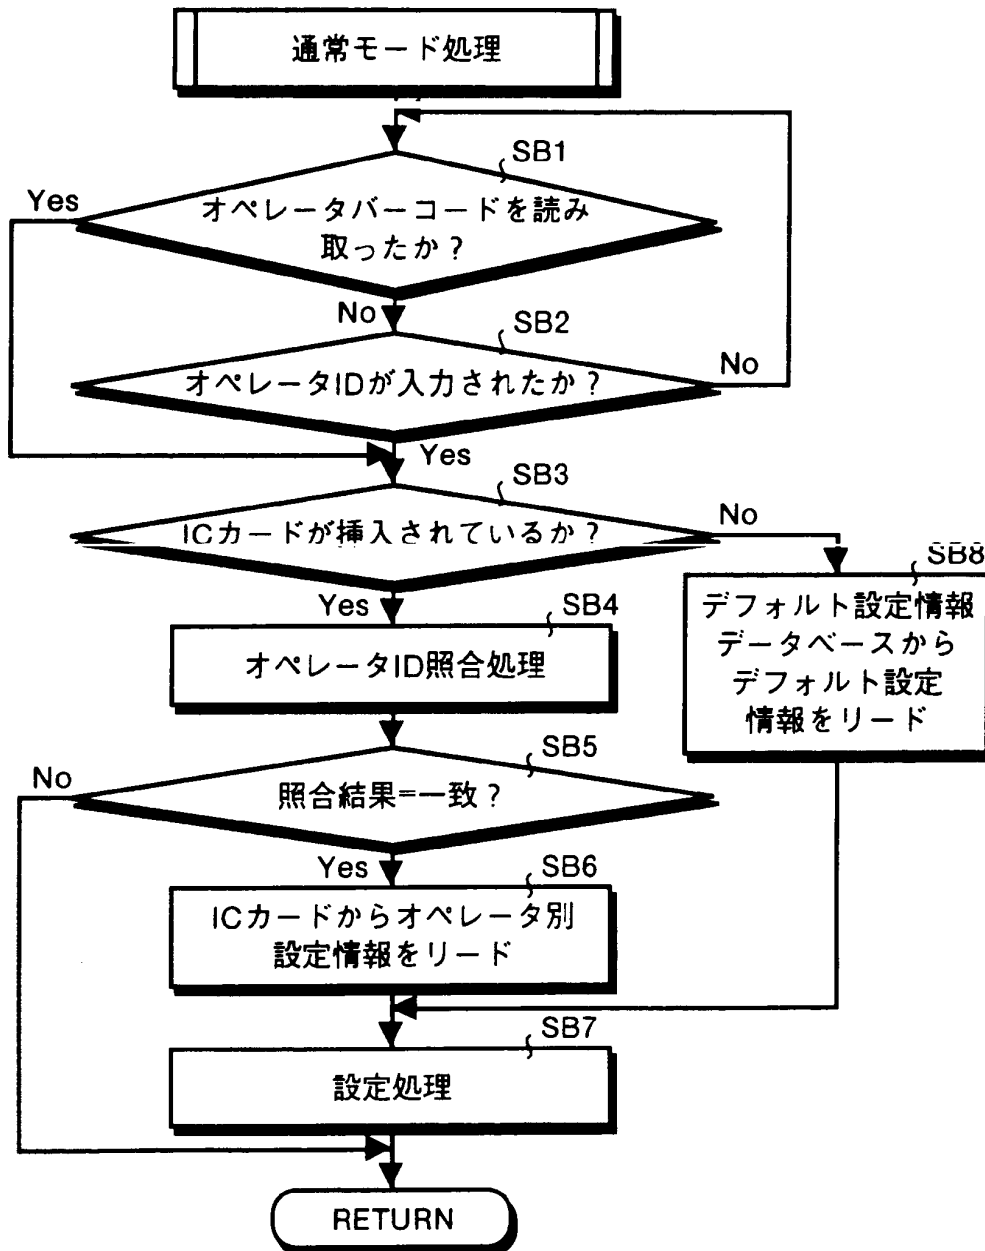 通常モード処理
SB1
Yes
オペレータバーコードを読み
取ったか？
No
SB2
オペレータIDが入力されたか？
No
Yes
SB3
ICカードが挿入されているか？
No
SB8
Yes
SB4
デフォルト設定情報
データベースから
デフォルト設定
情報をリード
オペレータID照合処理
SB5
No
照合結果=一致？
Yes
SB6
ICカードからオペレータ別
設定情報をリード
SB7
設定処理
RETURN